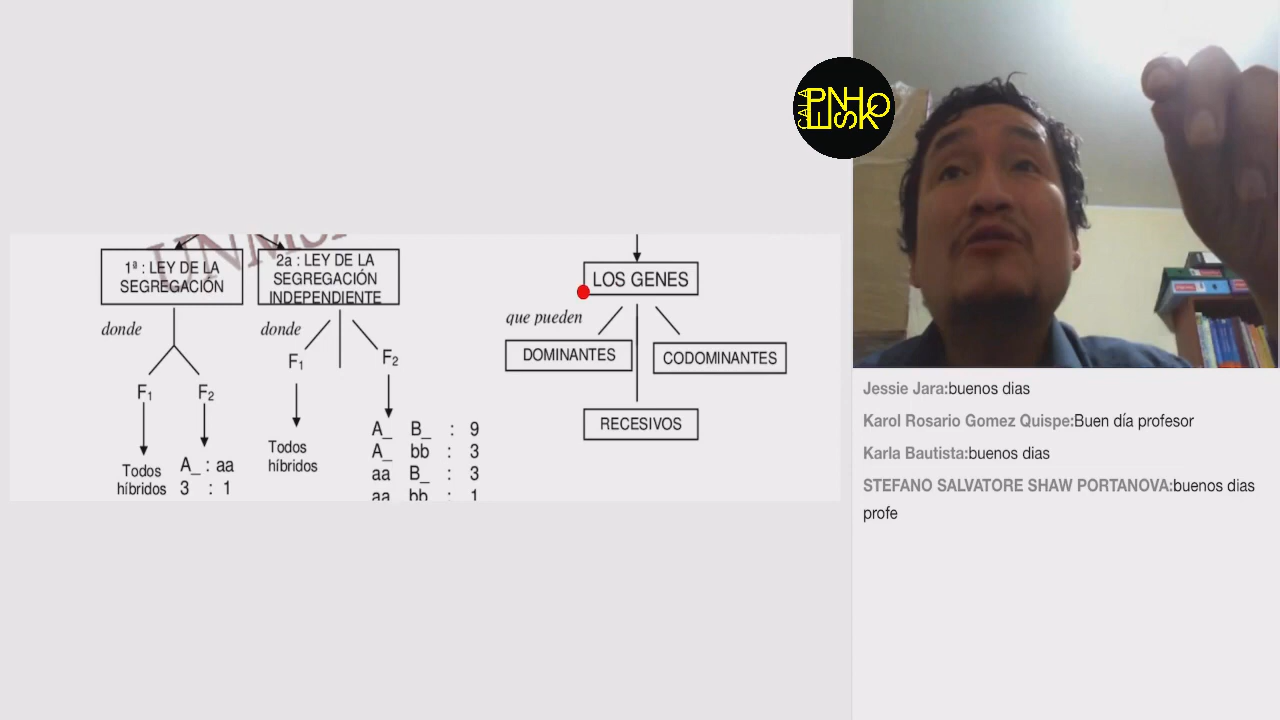 1ª : LEY DE LA
SEGREGACIÓN
donde
F₁
F₂
Todos
híbridos
A_ : aa
3 : 1
2a : LEY DE LA
SEGREGACIÓN
INDEPENDIENTE
donde
F₁
F₂
Todos
híbridos
A_ B_ : 9
A_ bb : 3
aa B_ : 3
aa bb : 1
LOS GENES
que pueden
DOMINANTES
CODOMINANTES
RECESIVOS
Jessie Jara:buenos dias
Karol Rosario Gomez Quispe:Buen día profesor
Karla Bautista:buenos dias
STEFANO SALVATORE SHAW PORTANOVA:buenos dias
profe